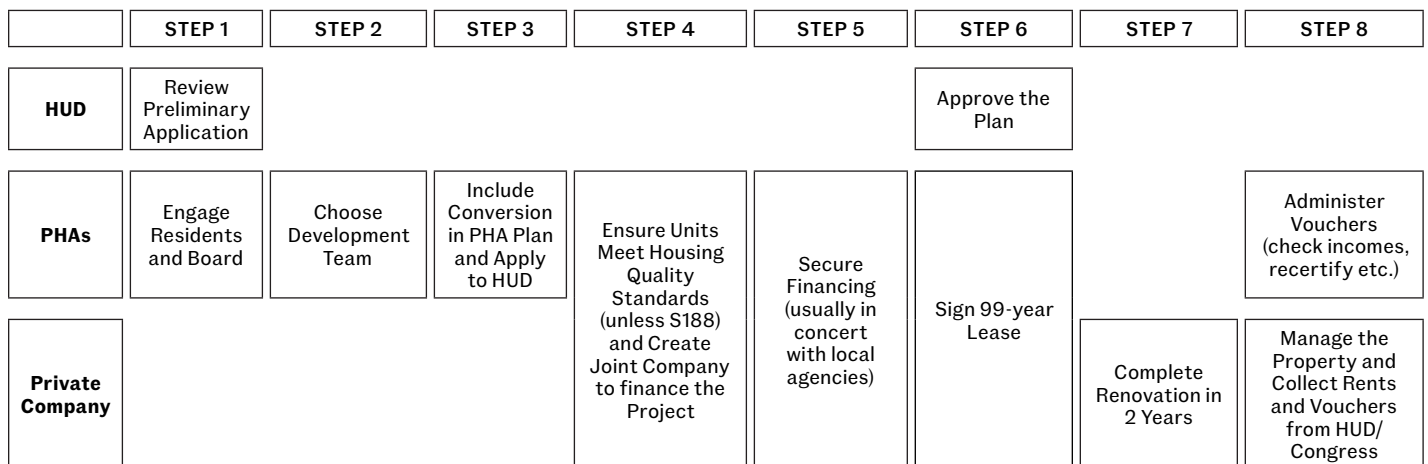 STEP 1
STEP 2
STEP 3
STEP 4
STEP 5
STEP 6
STEP 7
STEP 8
HUD
Review
Preliminary
Application
Approve the
Plan
PHAs
Engage
Residents
and Board
Choose
Development
Team
Include
Conversion
in PHA Plan
and Apply
to HUD
Ensure Units
Meet Housing
Quality
Standards
(unless S188)
and Create
Joint Company
to finance the
Project
Secure
Financing
(usually in
concert
with local
agencies)
Sign 99-year
Lease
Administer
Vouchers
(check incomes,
recertify etc.)
Private
Company
Complete
Renovation in
2 Years
Manage the
Property and
Collect Rents
and Vouchers
from HUD/
Congress